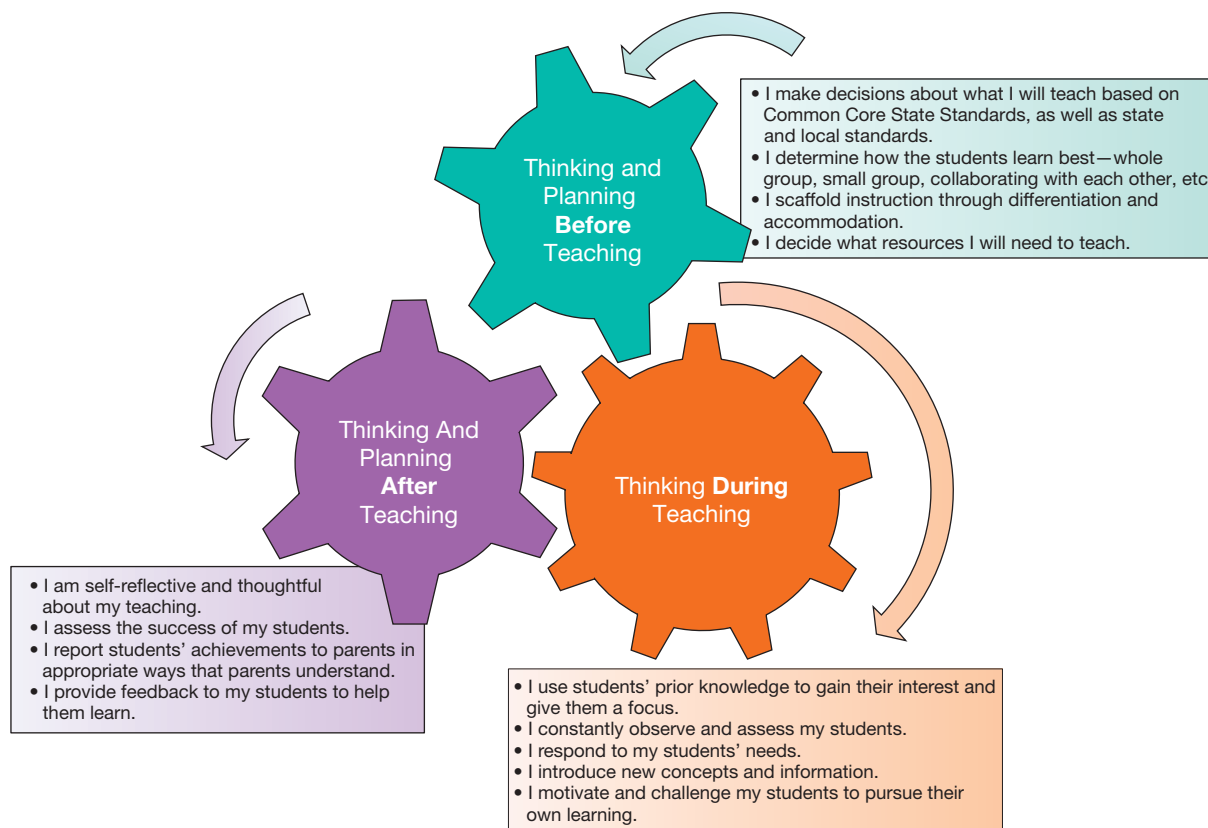 Thinking and
Planning
Before
Teaching
• I make decisions about what I will teach based on
Common Core State Standards, as well as state
and local standards.
• I determine how the students learn best—whole
group, small group, collaborating with each other, etc
• I scaffold instruction through differentiation and
accommodation.
• I decide what resources I will need to teach.
Thinking During
Teaching
• I use students’ prior knowledge to gain their interest and
give them a focus.
• I constantly observe and assess my students.
• I respond to my students’ needs.
• I introduce new concepts and information.
• I motivate and challenge my students to pursue their
own learning.
Thinking And
Planning
After
Teaching
• I am self-reflective and thoughtful
about my teaching.
• I assess the success of my students.
• I report students’ achievements to parents in
appropriate ways that parents understand.
• I provide feedback to my students to help
them learn.